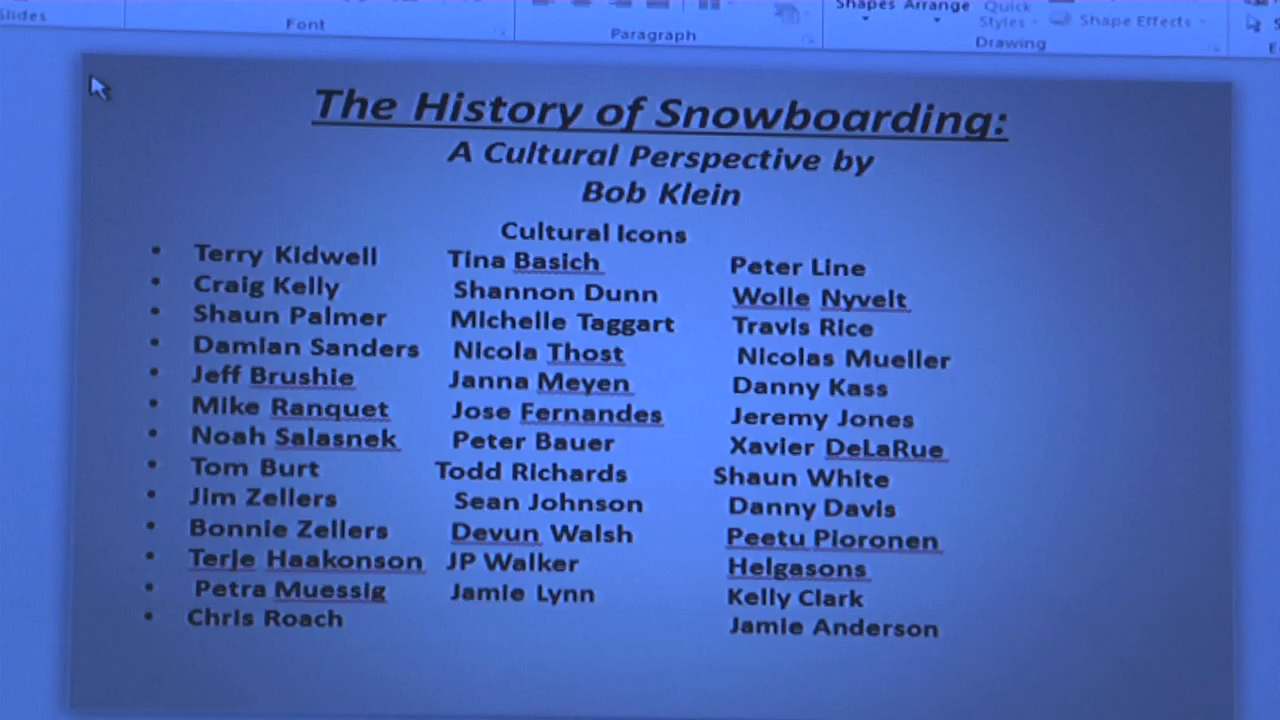 Slides
Font
Paragraph
Shapes Arrange Quick Styles
Shape Effects
Drawing
The History of Snowboarding:
A Cultural Perspective by
Bob Klein
Cultural Icons
• Terry Kidwell Tina Basich Peter Line
• Craig Kelly Shannon Dunn Wolle Nyvelt
• Shaun Palmer Michelle Taggart Travis Rice
• Damian Sanders Nicola Thost Nicolas Mueller
• Jeff Brushie Janna Meyen Danny Kass
• Mike Ranquet Jose Fernandes Jeremy Jones
• Noah Salasnek Peter Bauer Xavier DeLaRue
• Tom Burt Todd Richards Shaun White
• Jim Zellers Sean Johnson Danny Davis
• Bonnie Zellers Devun Walsh Peetu Pioronen
• Terje Haakonson JP Walker Helgasons
• Petra Muessig Jamie Lynn Kelly Clark
• Chris Roach Jamie Anderson